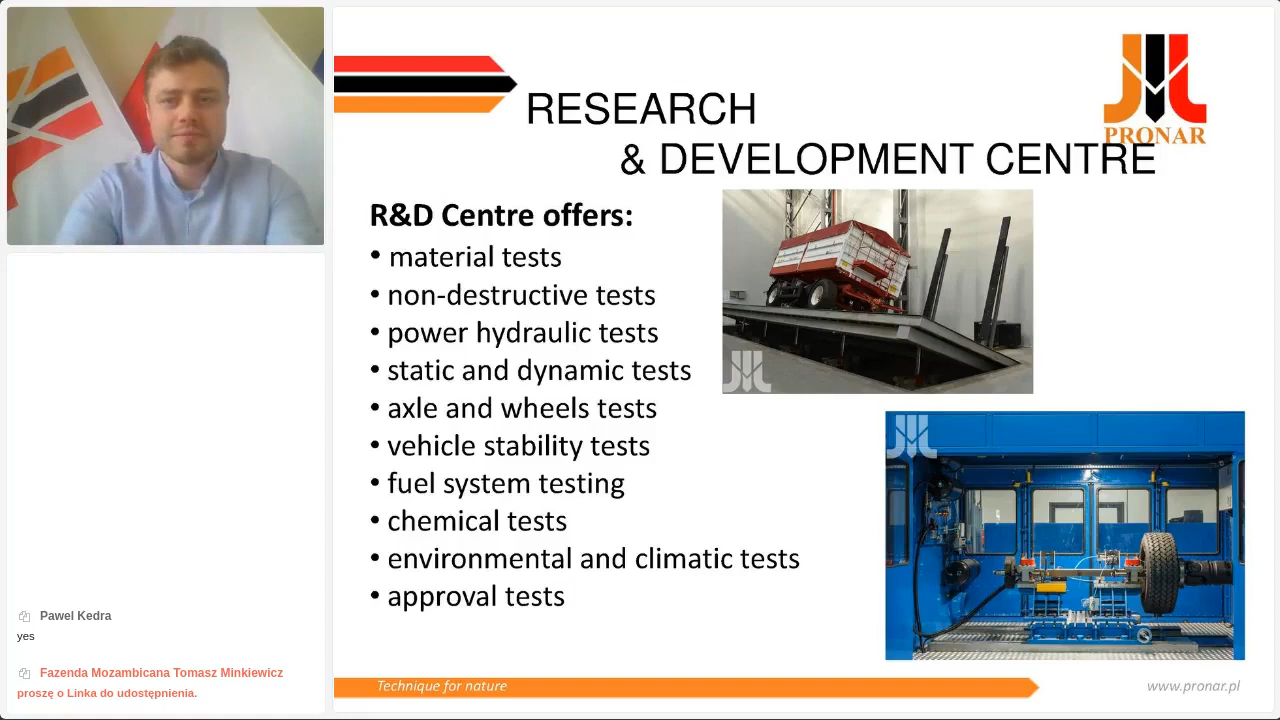 PRONAR
RESEARCH
& DEVELOPMENT CENTRE
R&D Centre offers:
• material tests
• non-destructive tests
• power hydraulic tests
• static and dynamic tests
• axle and wheels tests
• vehicle stability tests
• fuel system testing
• chemical tests
• environmental and climatic tests
• approval tests
Technique for nature
www.pronar.pl
Pawel Kedra
yes
Fazenda Mozambicana Tomasz Minkiewicz
proszę o Linka do udostępnienia.